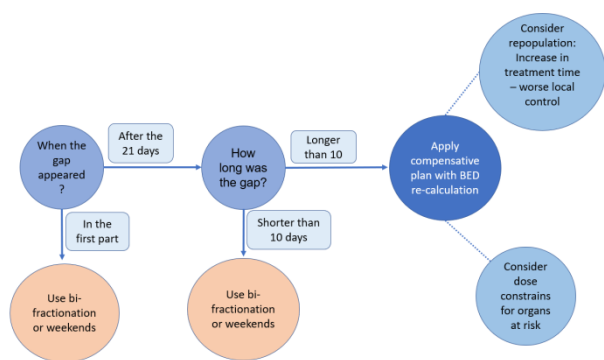 Consider
repopulation:
Increase in
treatment time
– worse local
control
When the
gap appeared
?
After the
21 days
How
long was
the gap?
Longer
than 10
Apply
compensative
plan with BED
re-calculation
In the
first part
Shorter than
10 days
Use bi-
fractionation
or weekends
Use bi-
fractionation
or weekends
Consider
dose
constrains
for organs
at risk